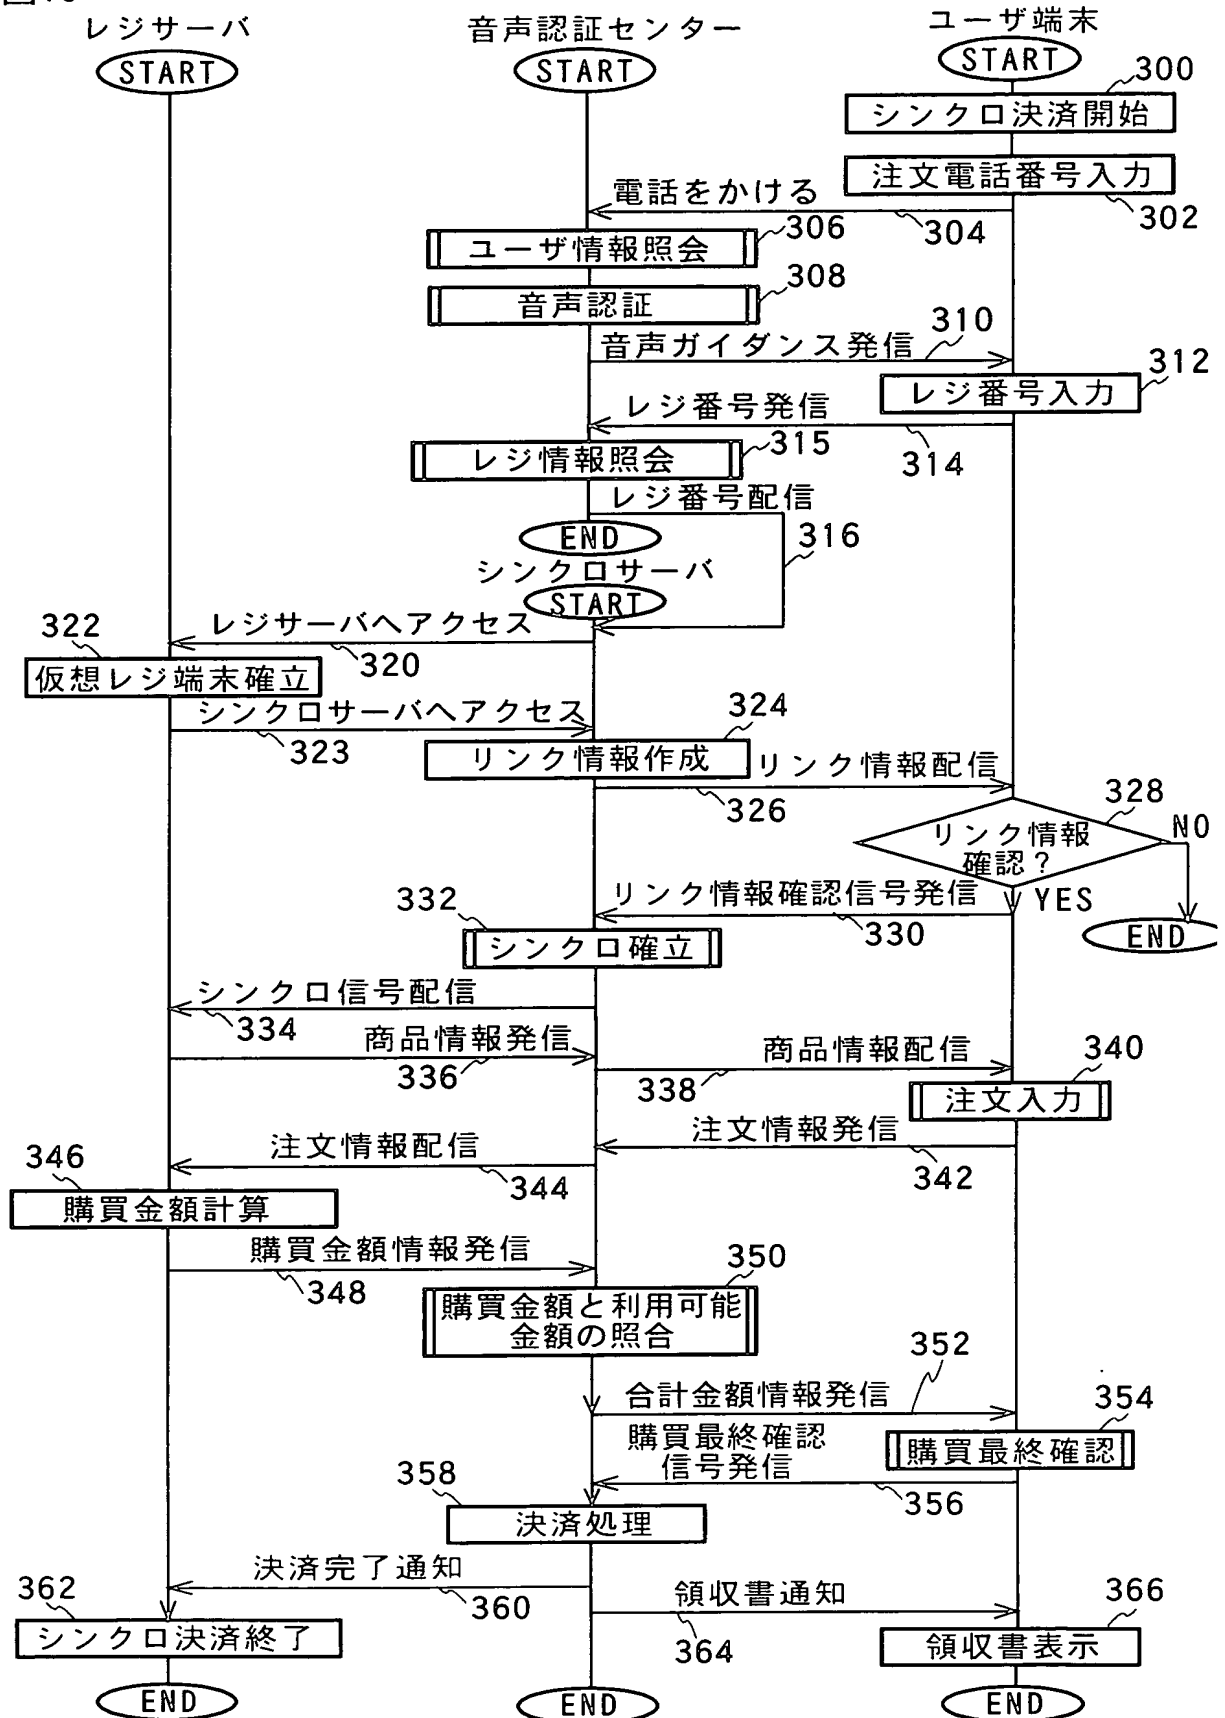 レジサーバ
音声認証センター
ユーザ端末
START
START
START
300
シンクロ決済開始
注文電話番号入力
302
電話をかける
304
306
ユーザ情報照会
308
音声認証
310
音声ガイダンス発信
312
レジ番号入力
レジ番号発信
314
315
レジ情報照会
レジ番号配信
END
316
シンクロサーバ
START
レジサーバへアクセス
320
322
仮想レジ端末確立
シンクロサーバへアクセス
323
324
リンク情報作成
リンク情報配信
326
328
リンク情報
確認?
NO
YES
END
リンク情報確認信号発信
330
332
シンクロ確立
シンクロ信号配信
334
商品情報発信
336
商品情報配信
338
340
注文入力
注文情報発信
342
注文情報配信
344
346
購買金額計算
購買金額情報発信
348
350
購買金額と利用可能
金額の照合
352
合計金額情報発信
354
購買最終確認
購買最終確認
信号発信
356
358
決済処理
決済完了通知
360
362
シンクロ決済終了
領収書通知
364
366
領収書表示
END
END
END